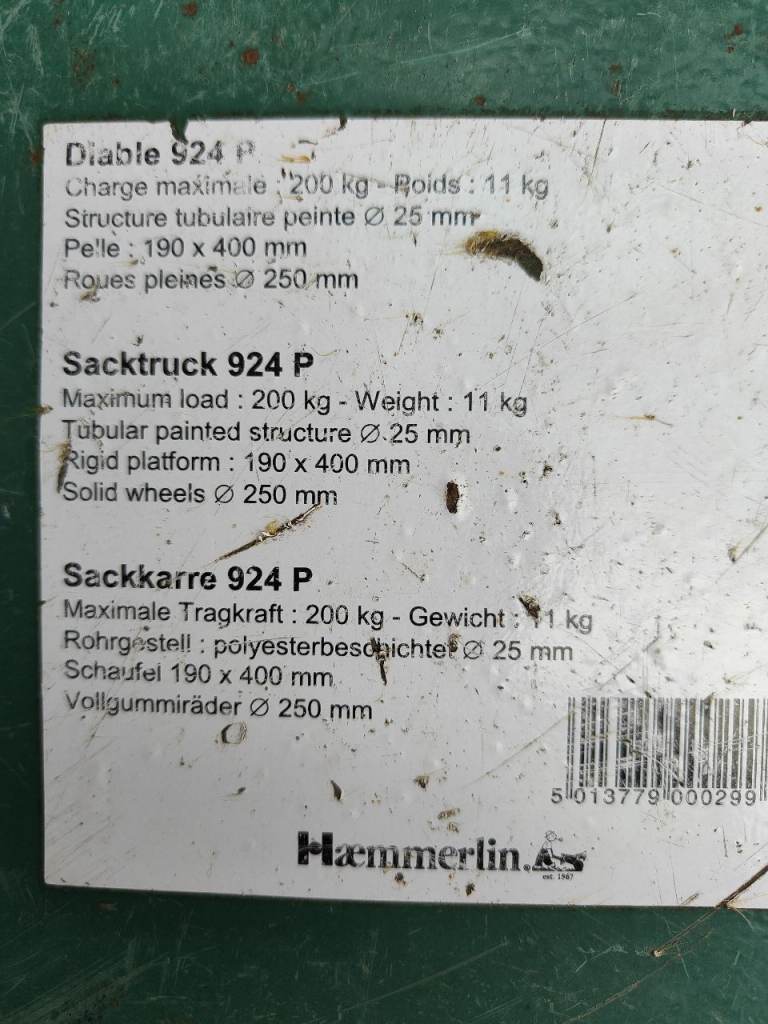 Diable 924 P
Charge maximale : 200 kg - Poids : 11 kg
Structure tubulaire peinte Ø 25 mm
Pelle : 190 x 400 mm
Roues pleines Ø 250 mm
Sacktruck 924 P
Maximum load : 200 kg - Weight : 11 kg
Tubular painted structure Ø 25 mm
Rigid platform : 190 x 400 mm
Solid wheels Ø 250 mm
Sackkarre 924 P
Maximale Tragkraft : 200 kg - Gewicht : 11 kg
Rohrgestell : polyesterbeschichtet Ø 25 mm
Schaufel 190 x 400 mm
Vollgummiräder Ø 250 mm
5 013779 000299
Hæmmerlin.
est. 1867